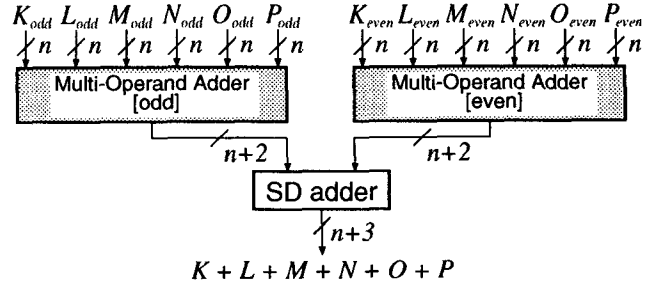 K_odd L_odd M_odd N_odd O_odd P_odd K_even L_even M_even N_even O_even P_even
n n n n n n n n n n n n
Multi-Operand Adder Multi-Operand Adder
[odd] [even]
n+2 n+2
SD adder
n+3
K + L + M + N + O + P